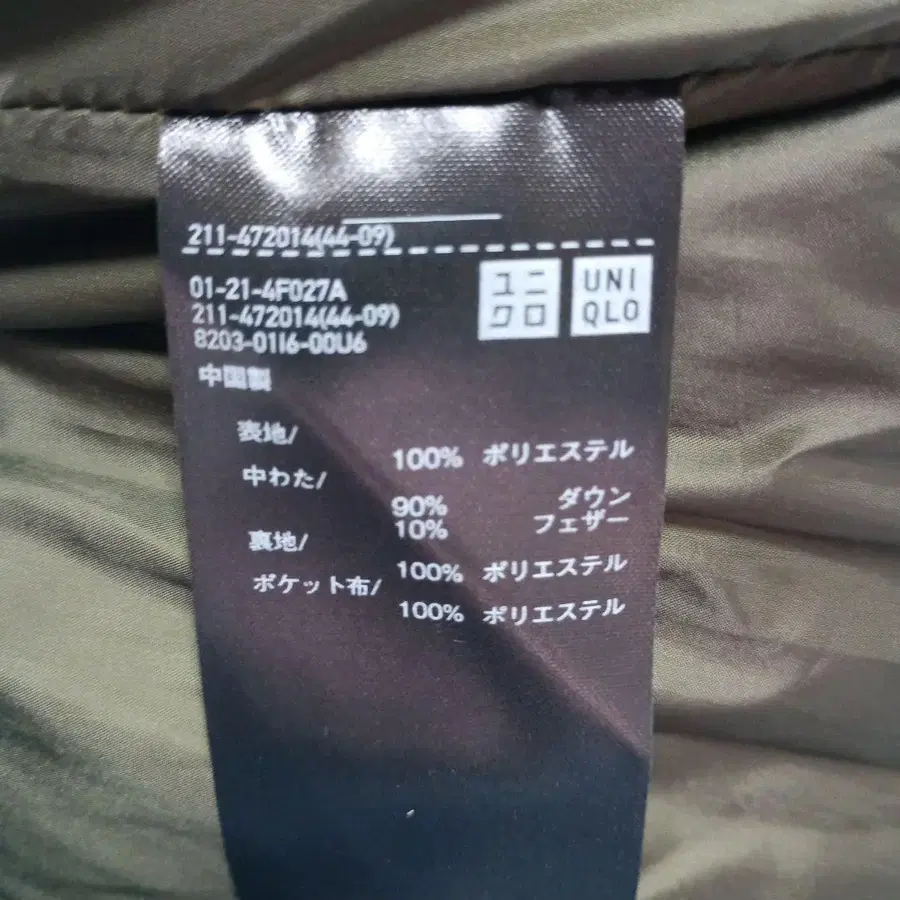 211-472014(44-09)
01-21-4F027A
211-472014(44-09)
8203-01I6-00U6
ユニ
クロ
UNI
QLO
中国製
表地/
100% ポリエステル
中わた/
90% ダウン
10% フェザー
裏地/
100% ポリエステル
ポケット布/
100% ポリエステル